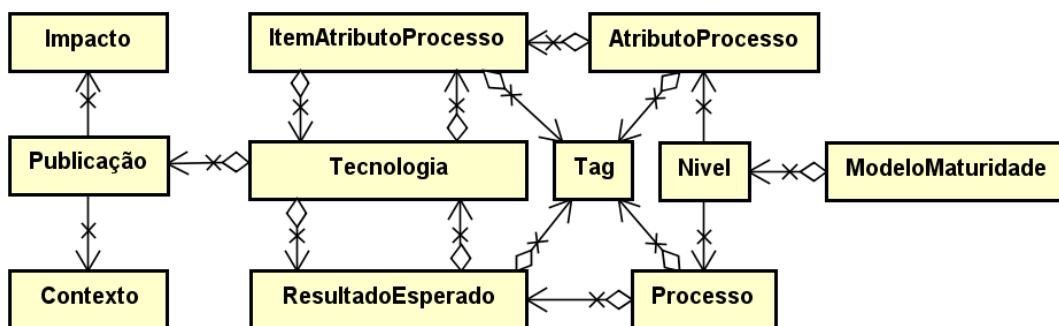 Impacto
ItemAtributoProcesso
AtributoProcesso
Publicação
Tecnologia
Tag
Nivel
ModeloMaturidade
Contexto
ResultadoEsperado
Processo